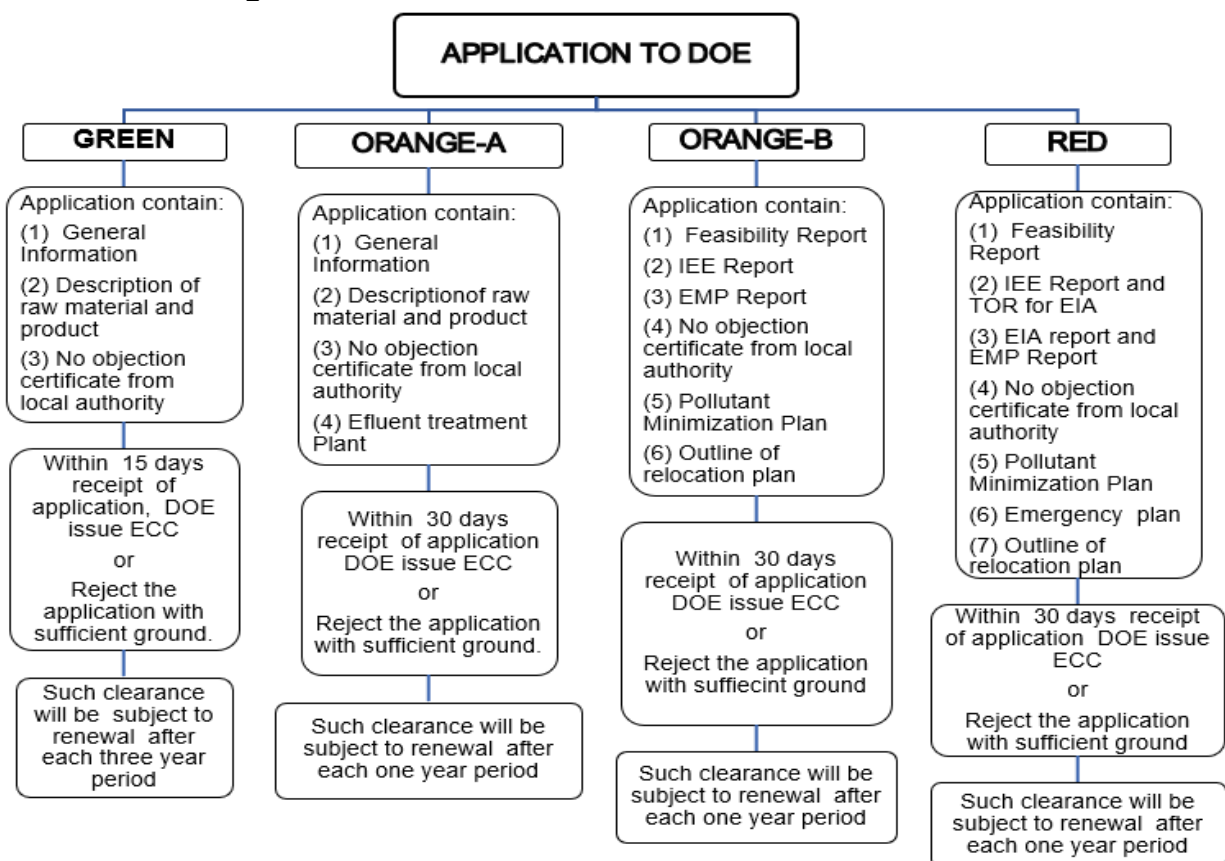 APPLICATION TO DOE
GREEN
Application contain:
(1) General
Information
(2) Description of
raw material and
product
(3) No objection
certificate from
local authority
Within 15 days
receipt of
application, DOE
issue ECC
or
Reject the
application with
sufficient ground.
Such clearance
will be subject to
renewal after
each three year
period
ORANGE-A
Application contain:
(1) General
Information
(2) Descriptionof raw
material and product
(3) No objection
certificate from local
authority
(4) Efluent treatment
Plant
Within 30 days
receipt of application
DOE issue ECC
or
Reject the application
with sufficient ground.
Such clearance will be
subject to renewal after
each one year period
ORANGE-B
Application contain:
(1) Feasibility Report
(2) IEE Report
(3) EMP Report
(4) No objection
certificate from local
authority
(5) Pollutant
Minimization Plan
(6) Outline of
relocation plan
Within 30 days
receipt of application
DOE issue ECC
or
Reject the application
with suffiecint ground
Such clearance will be
subject to renewal after
each one year period
RED
Application contain:
(1) Feasibility
Report
(2) IEE Report and
TOR for EIA
(3) EIA report and
EMP Report
(4) No objection
certificate from local
authority
(5) Pollutant
Minimization Plan
(6) Emergency plan
(7) Outline of
relocation plan
Within 30 days receipt
of application DOE issue
ECC
or
Reject the application
with sufficient ground
Such clearance will be
subject to renewal after
each one year period